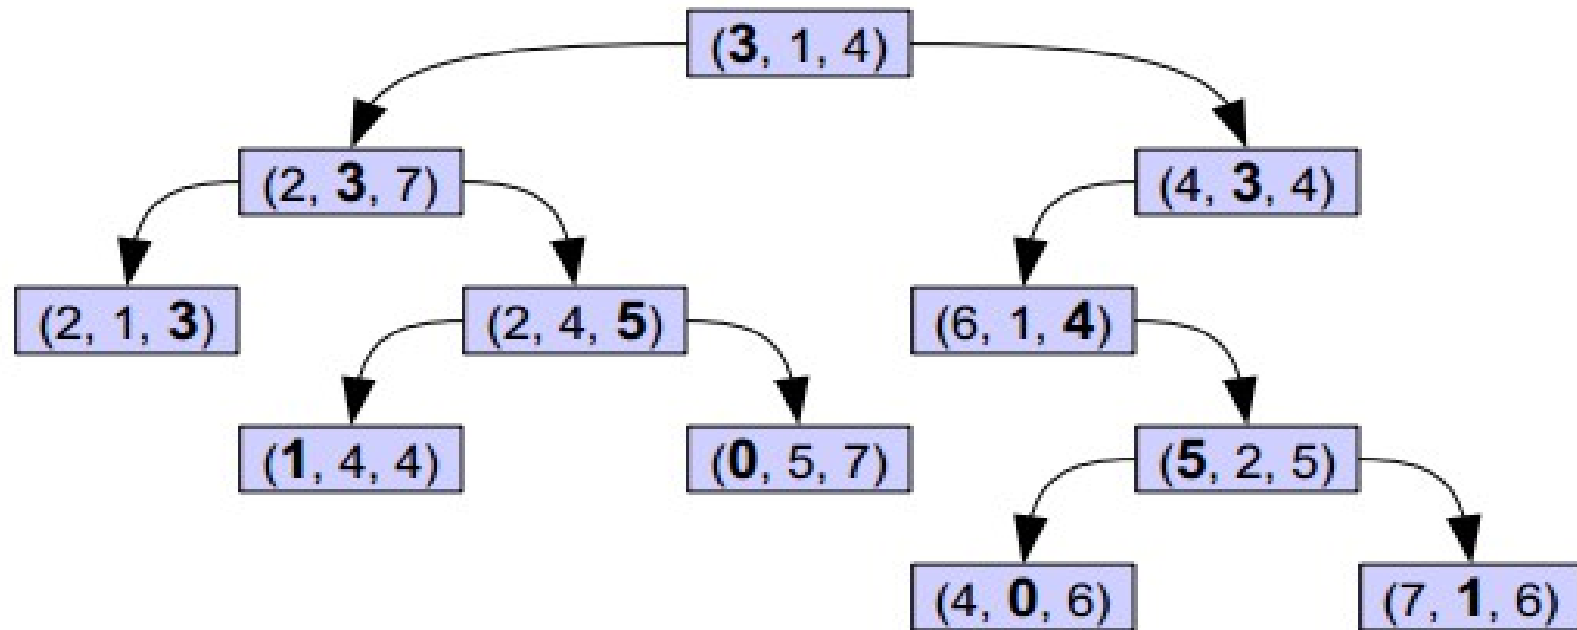 (3, 1, 4)
(2, 3, 7)
(4, 3, 4)
(2, 1, 3)
(2, 4, 5)
(6, 1, 4)
(1, 4, 4)
(0, 5, 7)
(5, 2, 5)
(4, 0, 6)
(7, 1, 6)